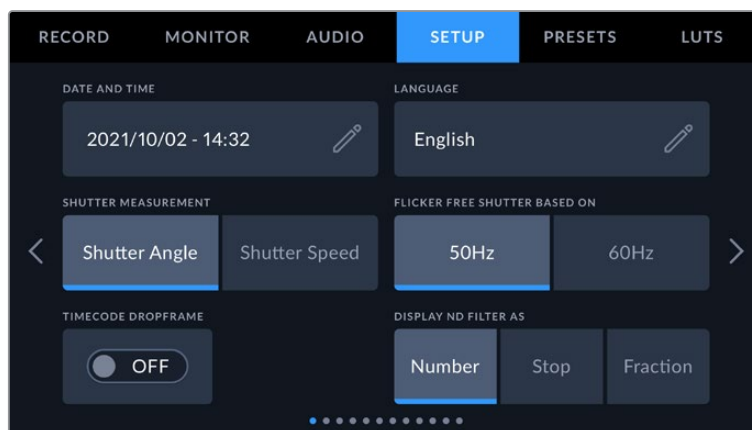 RECORD MONITOR AUDIO SETUP PRESETS LUTS
DATE AND TIME LANGUAGE
2021/10/02 - 14:32 English
SHUTTER MEASUREMENT FLICKER FREE SHUTTER BASED ON
Shutter Angle Shutter Speed 50Hz 60Hz
TIMECODE DROPFRAME DISPLAY ND FILTER AS
OFF Number Stop Fraction